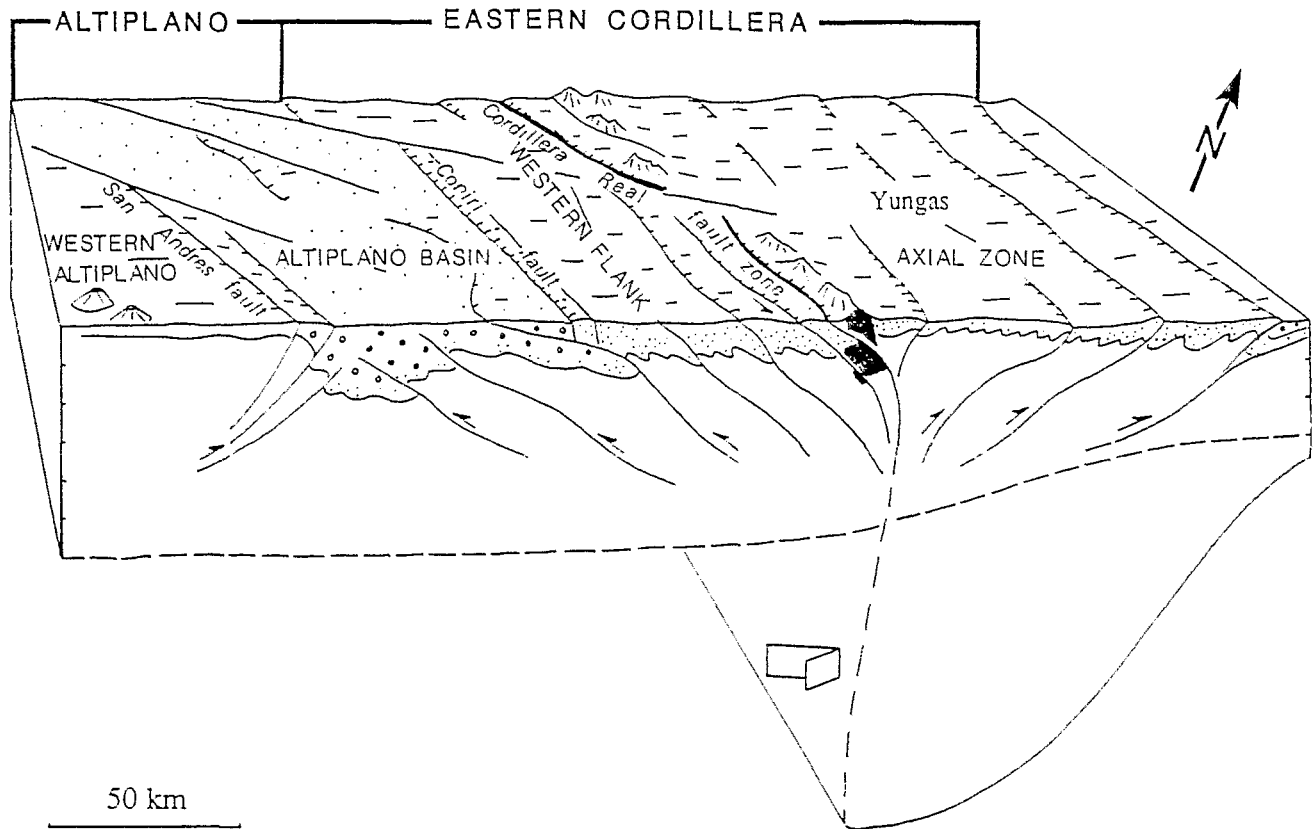 ALTIPLANO
EASTERN CORDILLERA
N
Cordillera Real fault zone
San Andres fault
Coniri fault
WESTERN FLANK
Yungas
WESTERN
ALTIPLANO
ALTIPLANO BASIN
AXIAL ZONE
50 km